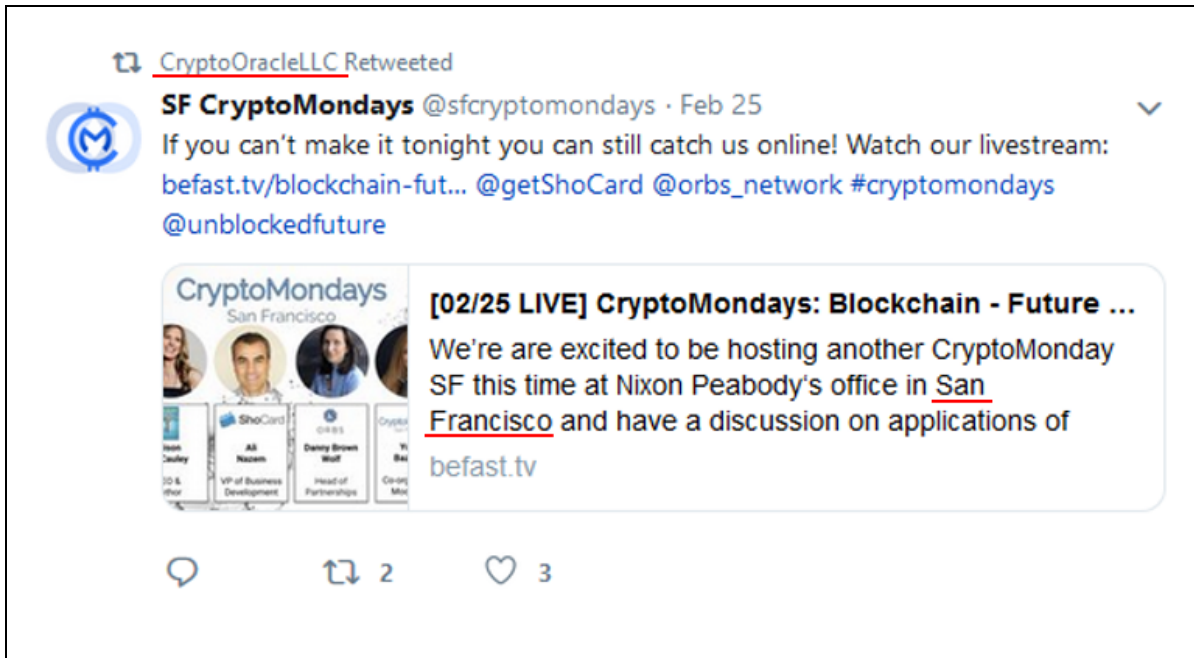 CryptoOracleLLC Retweeted
SF CryptoMondays @sfcryptomondays · Feb 25
If you can't make it tonight you can still catch us online! Watch our livestream:
befast.tv/blockchain-fut... @getShoCard @orbs_network #cryptomondays
@unblockedfuture
CryptoMondays
San Francisco
ShoCard
Ali
Nazem
VP of Business
Development
ORBS
Danny Brown
Wolf
Head of
Partnerships
[02/25 LIVE] CryptoMondays: Blockchain - Future ...
We're are excited to be hosting another CryptoMonday
SF this time at Nixon Peabody's office in San
Francisco and have a discussion on applications of
befast.tv
2
3